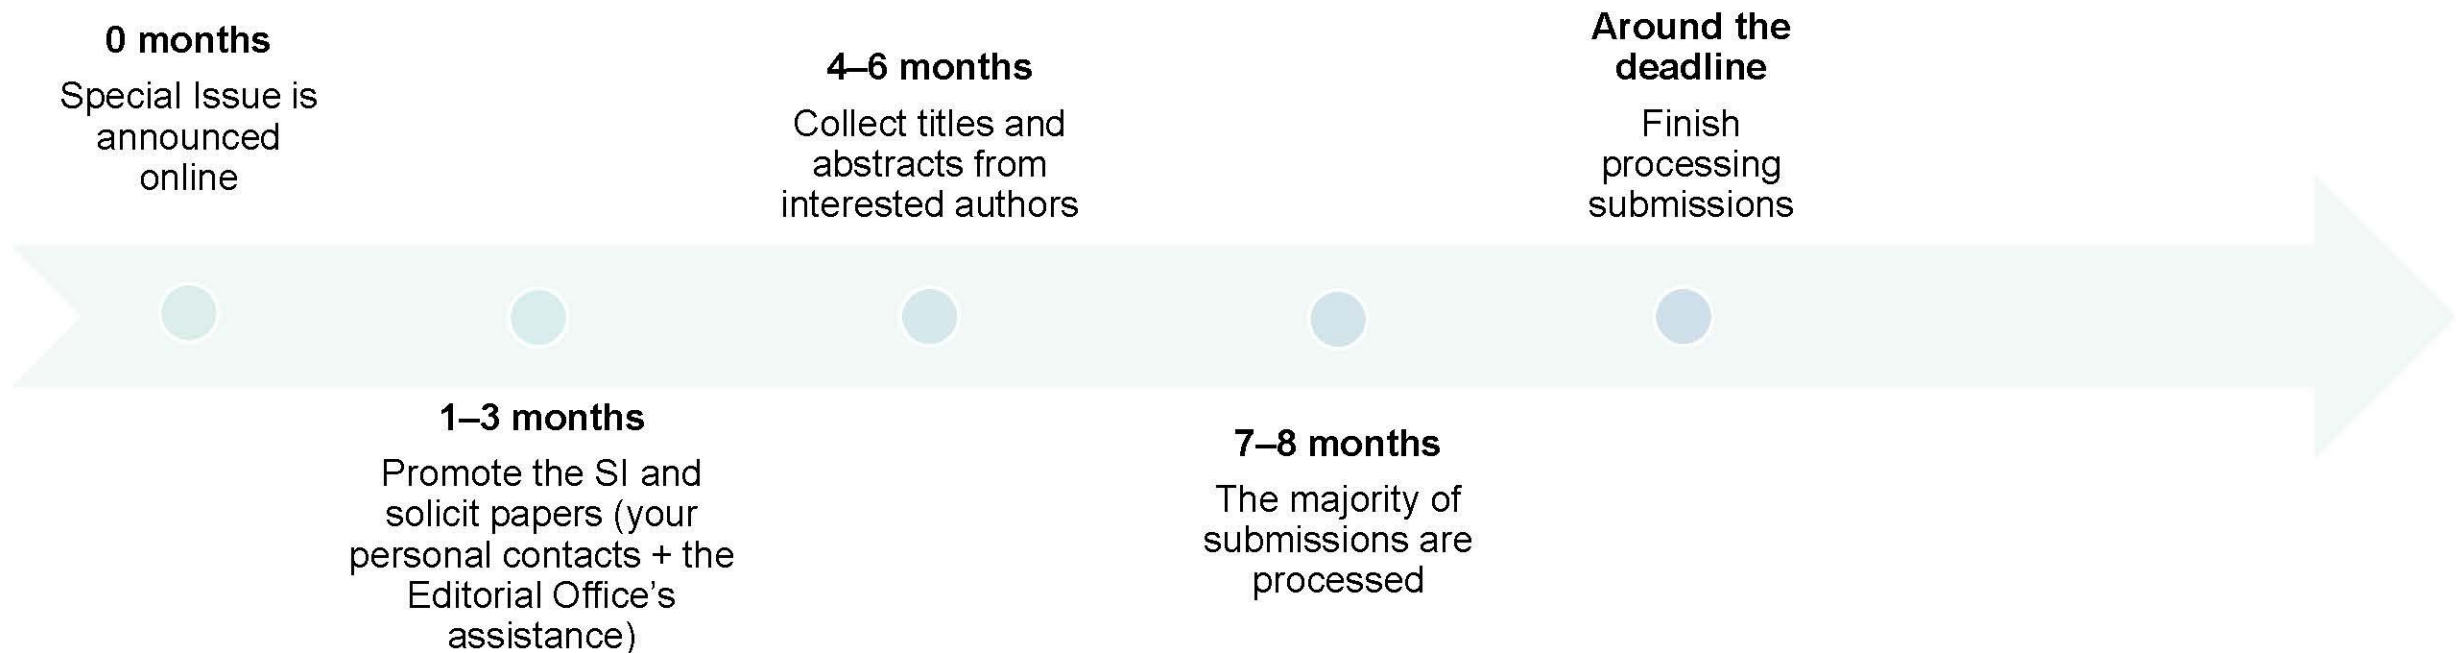 0 months
Special Issue is
announced
online
1–3 months
Promote the SI and
solicit papers (your
personal contacts + the
Editorial Office’s
assistance)
4–6 months
Collect titles and
abstracts from
interested authors
7–8 months
The majority of
submissions are
processed
Around the
deadline
Finish
processing
submissions